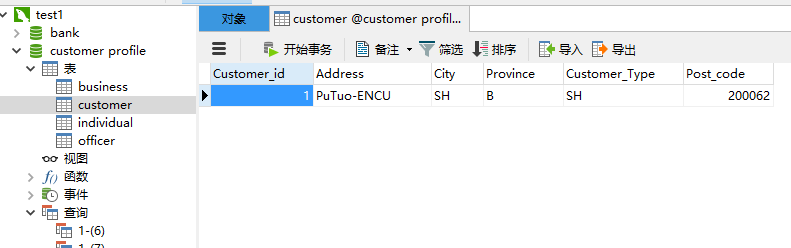 test1
bank
customer profile
表
business
customer
individual
officer
视图
f() 函数
事件
查询
1-(6)
1-(7)
对象
customer @customer profil...
开始事务 备注 筛选 排序 导入 导出
Customer_id Address City Province Customer_Type Post_code
1 PuTuo-ENCU SH B SH 200062